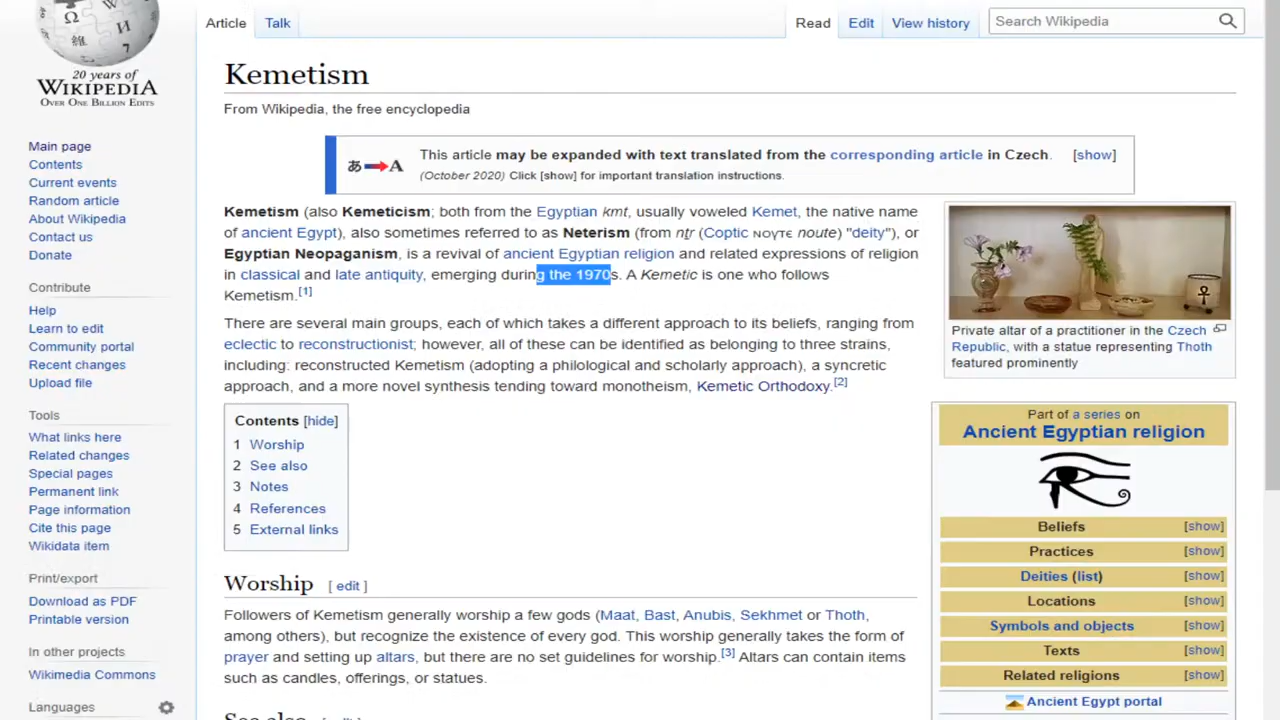 20 years of
WIKIPEDIA
OVER ONE BILLION EDITS
Main page
Contents
Current events
Random article
About Wikipedia
Contact us
Donate
Contribute
Help
Learn to edit
Community portal
Recent changes
Upload file
Tools
What links here
Related changes
Special pages
Permanent link
Page information
Cite this page
Wikidata item
Print/export
Download as PDF
Printable version
In other projects
Wikimedia Commons
Languages
Article Talk
Read Edit View history Search Wikipedia
Kemetism
From Wikipedia, the free encyclopedia
あ A
This article may be expanded with text translated from the corresponding article in Czech. [show]
(October 2020) Click [show] for important translation instructions.
Kemetism (also Kemeticism; both from the Egyptian kmt, usually voweled Kemet, the native name
of ancient Egypt), also sometimes referred to as Neterism (from nṯr (Coptic ⲛⲟⲩⲧⲉ noute) "deity"), or
Egyptian Neopaganism, is a revival of ancient Egyptian religion and related expressions of religion
in classical and late antiquity, emerging during the 1970s. A Kemetic is one who follows
Kemetism.[1]
There are several main groups, each of which takes a different approach to its beliefs, ranging from
eclectic to reconstructionist; however, all of these can be identified as belonging to three strains,
including: reconstructed Kemetism (adopting a philological and scholarly approach), a syncretic
approach, and a more novel synthesis tending toward monotheism, Kemetic Orthodoxy.[2]
Contents [hide]
1 Worship
2 See also
3 Notes
4 References
5 External links
Worship [ edit ]
Followers of Kemetism generally worship a few gods (Maat, Bast, Anubis, Sekhmet or Thoth,
among others), but recognize the existence of every god. This worship generally takes the form of
prayer and setting up altars, but there are no set guidelines for worship.[3] Altars can contain items
such as candles, offerings, or statues.
See also [ edit ]
Private altar of a practitioner in the Czech
Republic, with a statue representing Thoth
featured prominently
Part of a series on
Ancient Egyptian religion
Beliefs [show]
Practices [show]
Deities (list) [show]
Locations [show]
Symbols and objects [show]
Texts [show]
Related religions [show]
Ancient Egypt portal